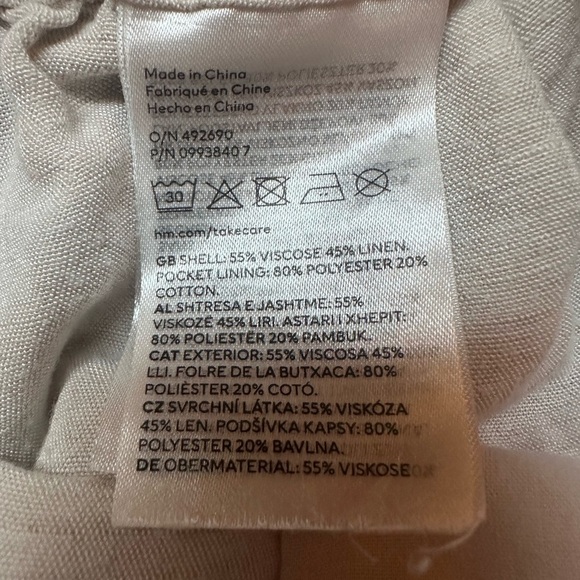 Made in China
Fabriqué en Chine
Hecho en China
O/N 492690
P/N 0993840 7
30
hm.com/takecare
GB SHELL: 55% VISCOSE 45% LINEN.
POCKET LINING: 80% POLYESTER 20%
COTTON.
AL SHTRESA E JASHTME: 55%
VISKOZË 45% LIRI. ASTARI I XHEPIT:
80% POLIESTËR 20% PAMBUK.
CAT EXTERIOR: 55% VISCOSA 45%
LLI. FOLRE DE LA BUTXACA: 80%
POLIÈSTER 20% COTÓ.
CZ SVRCHNÍ LÁTKA: 55% VISKÓZA
45% LEN. PODŠÍVKA KAPSY: 80%
POLYESTER 20% BAVLNA.
DE OBERMATERIAL: 55% VISKOSE